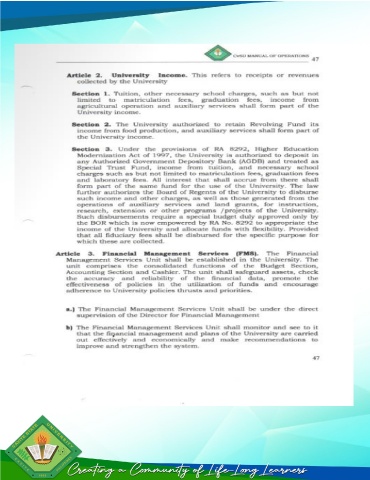 CVSU MANUAL OF OPERATIONS
47
Article 2. University Income. This refers to receipts or revenues
collected by the University
Section 1. Tuition, other necessary school charges, such as but not
limited to matriculation fees, graduation fees, income from
agricultural operation and auxiliary services shall form part of the
University income.
Section 2. The University authorized to retain Revolving Fund its
income from food production, and auxiliary services shall form part of
the University income.
Section 3. Under the provisions of RA 8292, Higher Education
Modernization Act of 1997, the University is authorized to deposit in
any Authorized Government Depositary Bank (AGDB) and treated as
Special Trust Fund, income from tuition, and necessary school
charges such as but not limited to matriculation fees, graduation fees
and laboratory fees. All interest that shall accrue from there shall
form part of the same fund for the use of the University. The law
further authorizes the Board of Regents of the University to disburse
such income and other charges, as well as those generated from the
operations of auxiliary services and land grants, for instruction,
research, extension or other programs /projects of the University.
Such disbursements require a special budget duly approved only by
the BOR which is now empowered by RA No. 8292 to appropriate the
income of the University and allocate funds with flexibility. Provided
that all fiduciary fees shall be disbursed for the specific purpose for
which these are collected.
Article 3. Financial Management Services (FMS). The Financial
Management Services Unit shall be established in the University. The
unit comprises the consolidated functions of the Budget Section,
Accounting Section and Cashier. The unit shall safeguard assets, check
the accuracy and reliability of the financial data, promote the
effectiveness of policies in the utilization of funds and encourage
adherence to University policies thrusts and priorities.
a.) The Financial Management Services Unit shall be under the direct
supervision of the Director for Financial Management
b) The Financial Management Services Unit shall monitor and see to it
that the financial management and plans of the University are carried
out effectively and economically and make recommendations to
improve and strengthen the system.
47
Creating a Community of Life-Long Learners